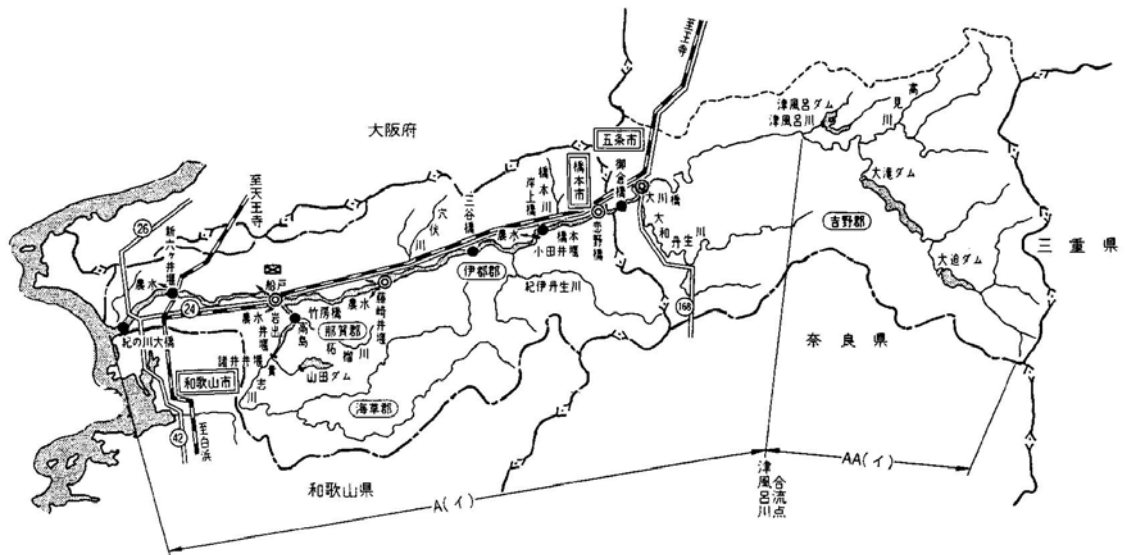 至王寺
高見川
津風呂ダム
津風呂川
大阪府
五条市
橋本市
御倉橋
橋本川
岸上橋
大川橋
大滝ダム
至天王寺
三谷橋
穴伏川
26
新六ヶ井堰
恋野橋
大和丹生川
吉野郡
三重県
農水
橋本
小田井堰
伊都郡
大迫ダム
農水
船戸
紀伊丹生川
24
農水
藤崎井堰
168
農水
岩出井堰
竹房橋
高島
那賀郡
紀の川大橋
柘榴川
奈良県
諸井井堰
貴志川
山田ダム
和歌山市
海草郡
42
至白浜
AA(イ)
和歌山県
A(イ)
津風呂川
合流点